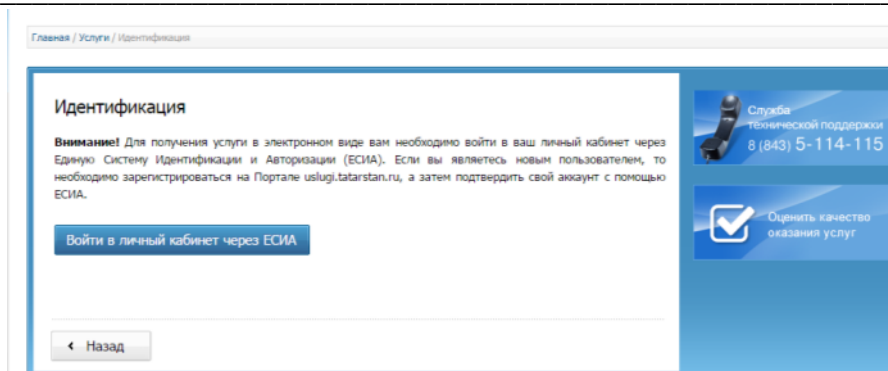 Главная / Услуги / Идентификация
Идентификация
Внимание! Для получения услуги в электронном виде вам необходимо войти в ваш личный кабинет через
Единую Систему Идентификации и Авторизации (ЕСИА). Если вы являетесь новым пользователем, то
необходимо зарегистрироваться на Портале uslugi.tatarstan.ru, а затем подтвердить свой аккаунт с помощью
ЕСИА.
Войти в личный кабинет через ЕСИА
Назад
Служба
технической поддержки
8 (843) 5-114-115
Оценить качество
оказания услуг